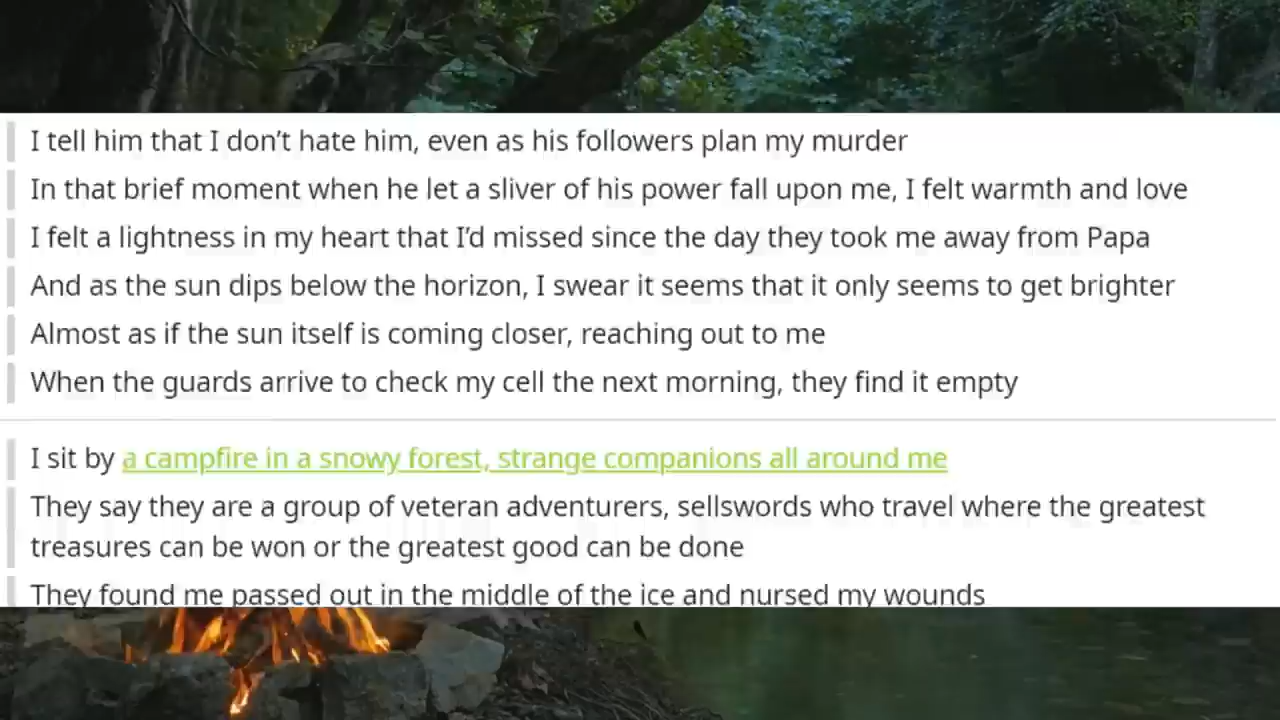 I tell him that I don’t hate him, even as his followers plan my murder
In that brief moment when he let a sliver of his power fall upon me, I felt warmth and love
I felt a lightness in my heart that I’d missed since the day they took me away from Papa
And as the sun dips below the horizon, I swear it seems that it only seems to get brighter
Almost as if the sun itself is coming closer, reaching out to me
When the guards arrive to check my cell the next morning, they find it empty
I sit by a campfire in a snowy forest, strange companions all around me
They say they are a group of veteran adventurers, sellswords who travel where the greatest
treasures can be won or the greatest good can be done
They found me passed out in the middle of the ice and nursed my wounds